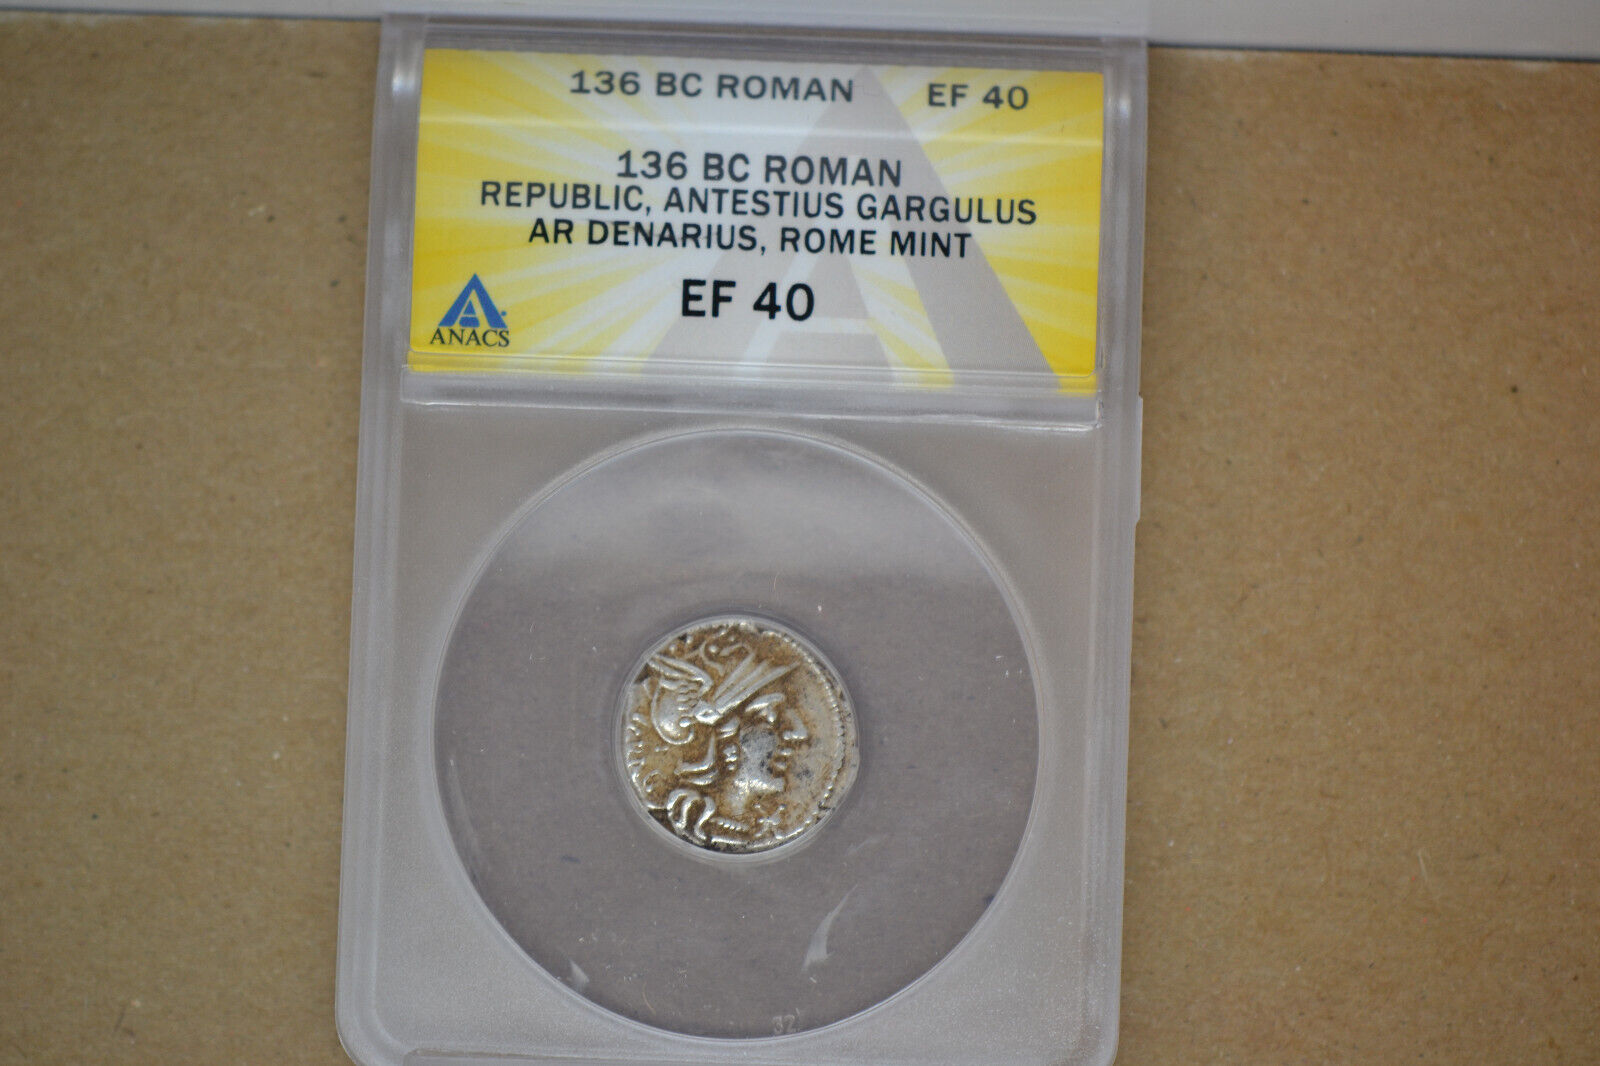 136 BC ROMAN EF 40
136 BC ROMAN
REPUBLIC, ANTESTIUS GARGULUS
AR DENARIUS, ROME MINT
EF 40
ANACS